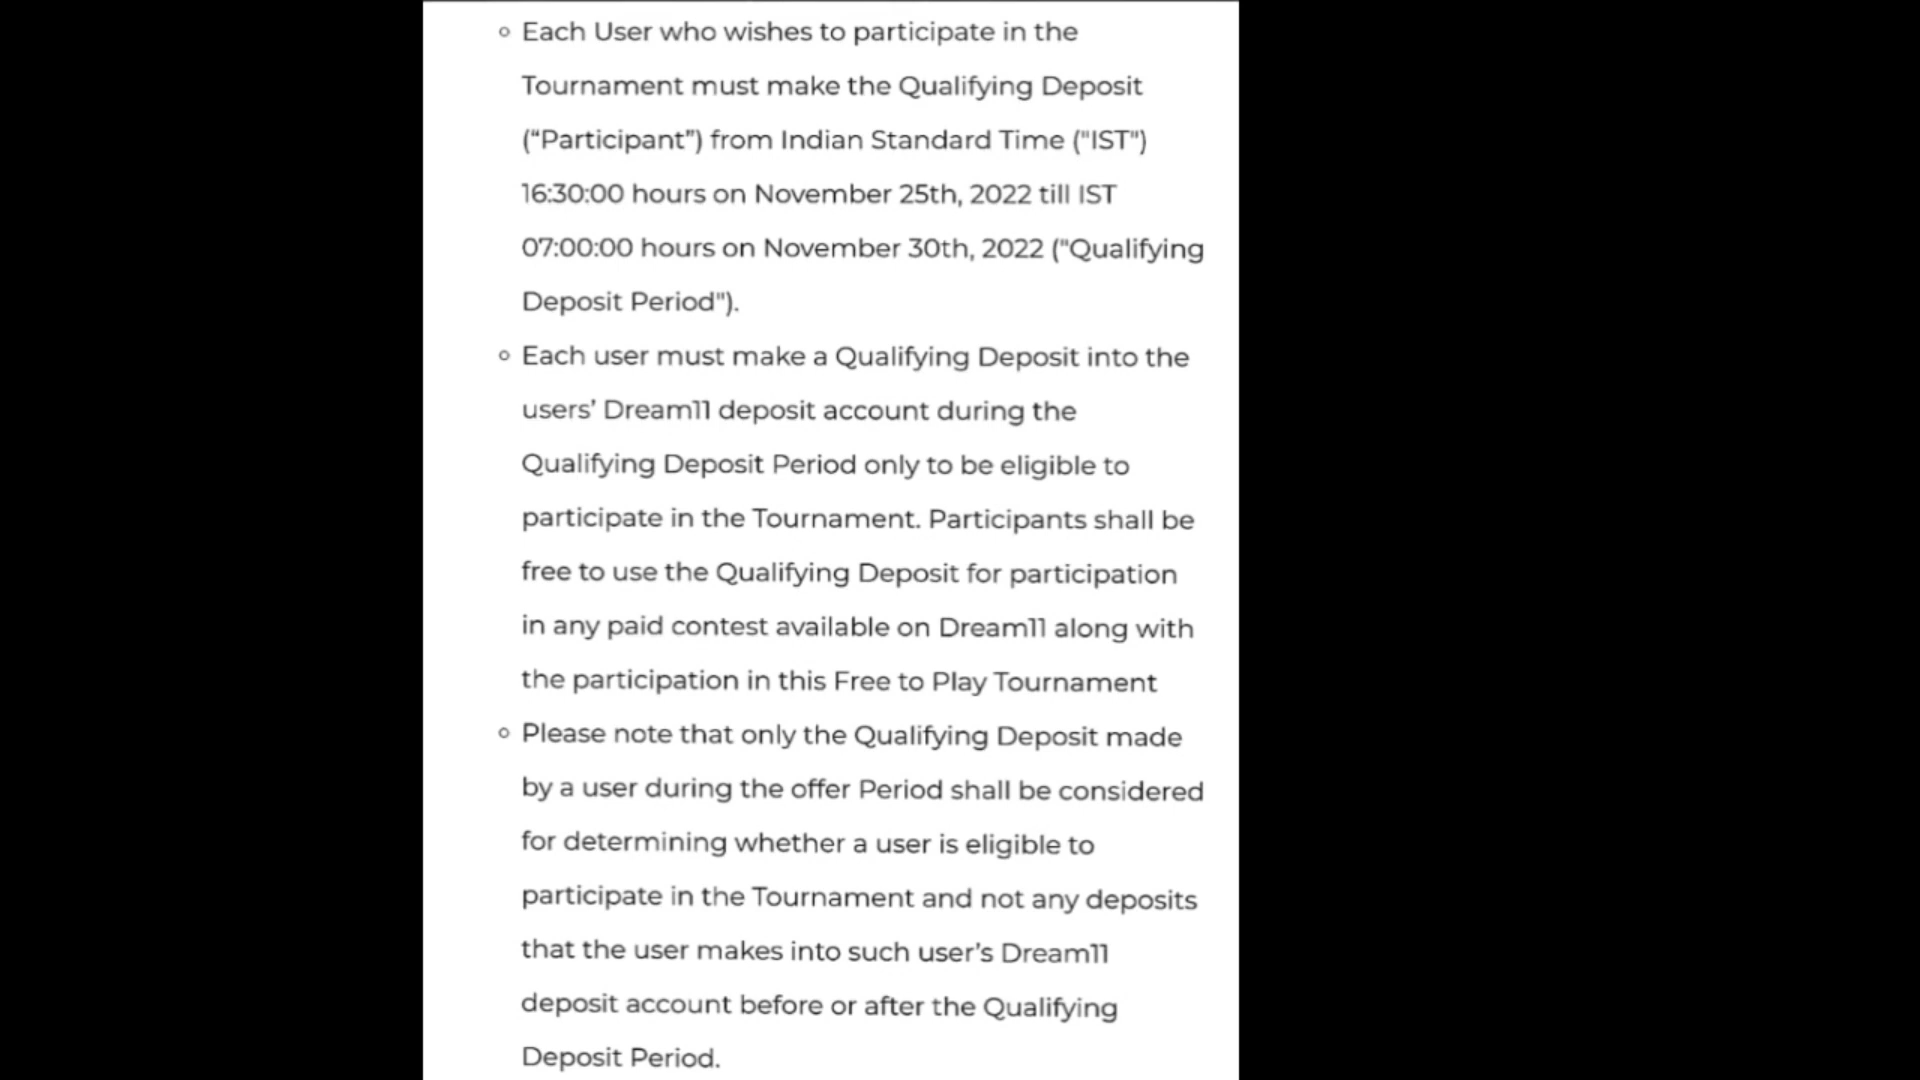 Each User who wishes to participate in the
Tournament must make the Qualifying Deposit
(“Participant”) from Indian Standard Time ("IST")
16:30:00 hours on November 25th, 2022 till IST
07:00:00 hours on November 30th, 2022 ("Qualifying
Deposit Period").
Each user must make a Qualifying Deposit into the
users’ Dream11 deposit account during the
Qualifying Deposit Period only to be eligible to
participate in the Tournament. Participants shall be
free to use the Qualifying Deposit for participation
in any paid contest available on Dream11 along with
the participation in this Free to Play Tournament
Please note that only the Qualifying Deposit made
by a user during the offer Period shall be considered
for determining whether a user is eligible to
participate in the Tournament and not any deposits
that the user makes into such user’s Dream11
deposit account before or after the Qualifying
Deposit Period.